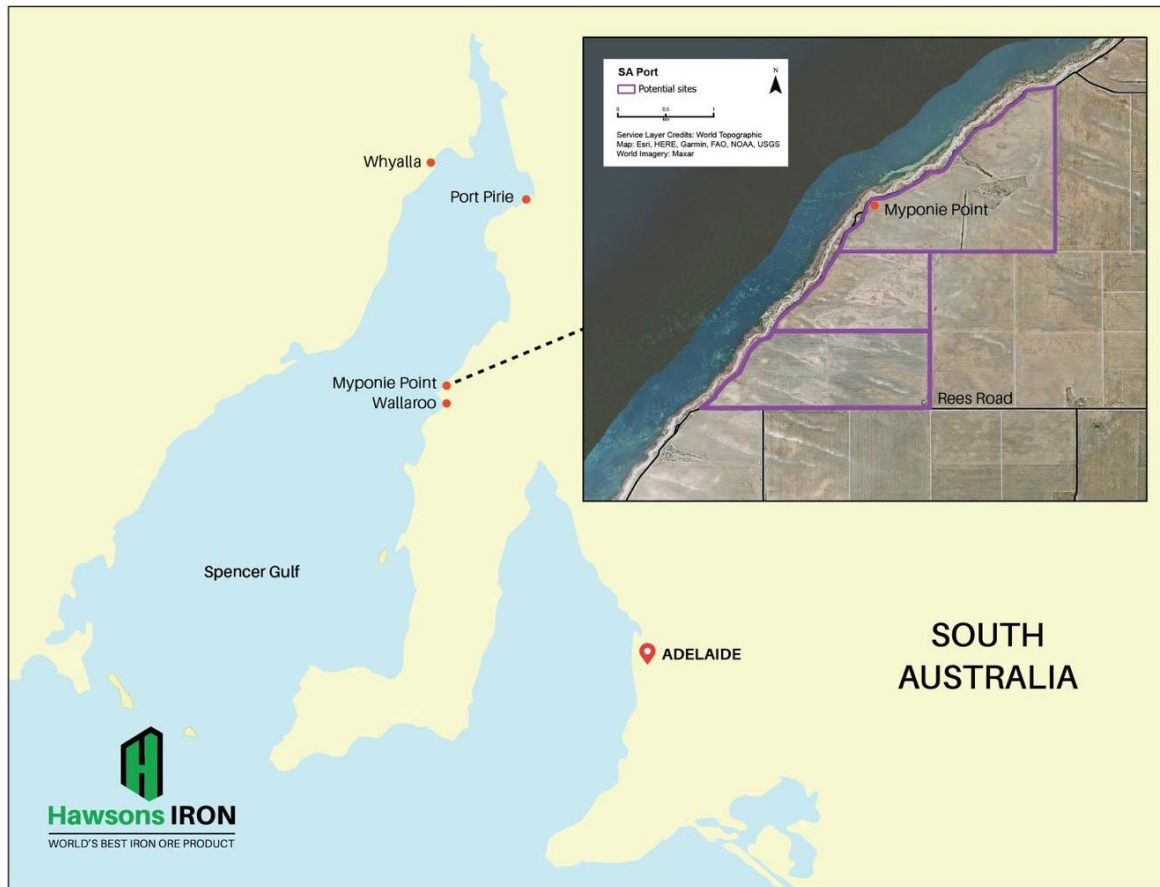 SA Port
N
Potential sites
0 0.5 1
Service Layer Credits: World Topographic
Map: Esri, HERE, Garmin, FAO, NOAA, USGS
World Imagery: Maxar
Whyalla
Port Pirie
Myponie Point
Myponie Point
Wallaroo
Rees Road
Spencer Gulf
ADELAIDE
SOUTH
AUSTRALIA
H
Hawsons IRON
WORLD'S BEST IRON ORE PRODUCT